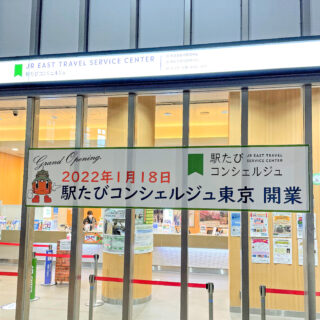 JR EAST TRAVEL SERVICE CENTER
駅たびコンシェルジュ
Grand Opening
2022年1月18日
駅たびコンシェルジュ東京 開業
駅たび
コンシェルジュ
JR EAST TRAVEL
SERVICE CENTER